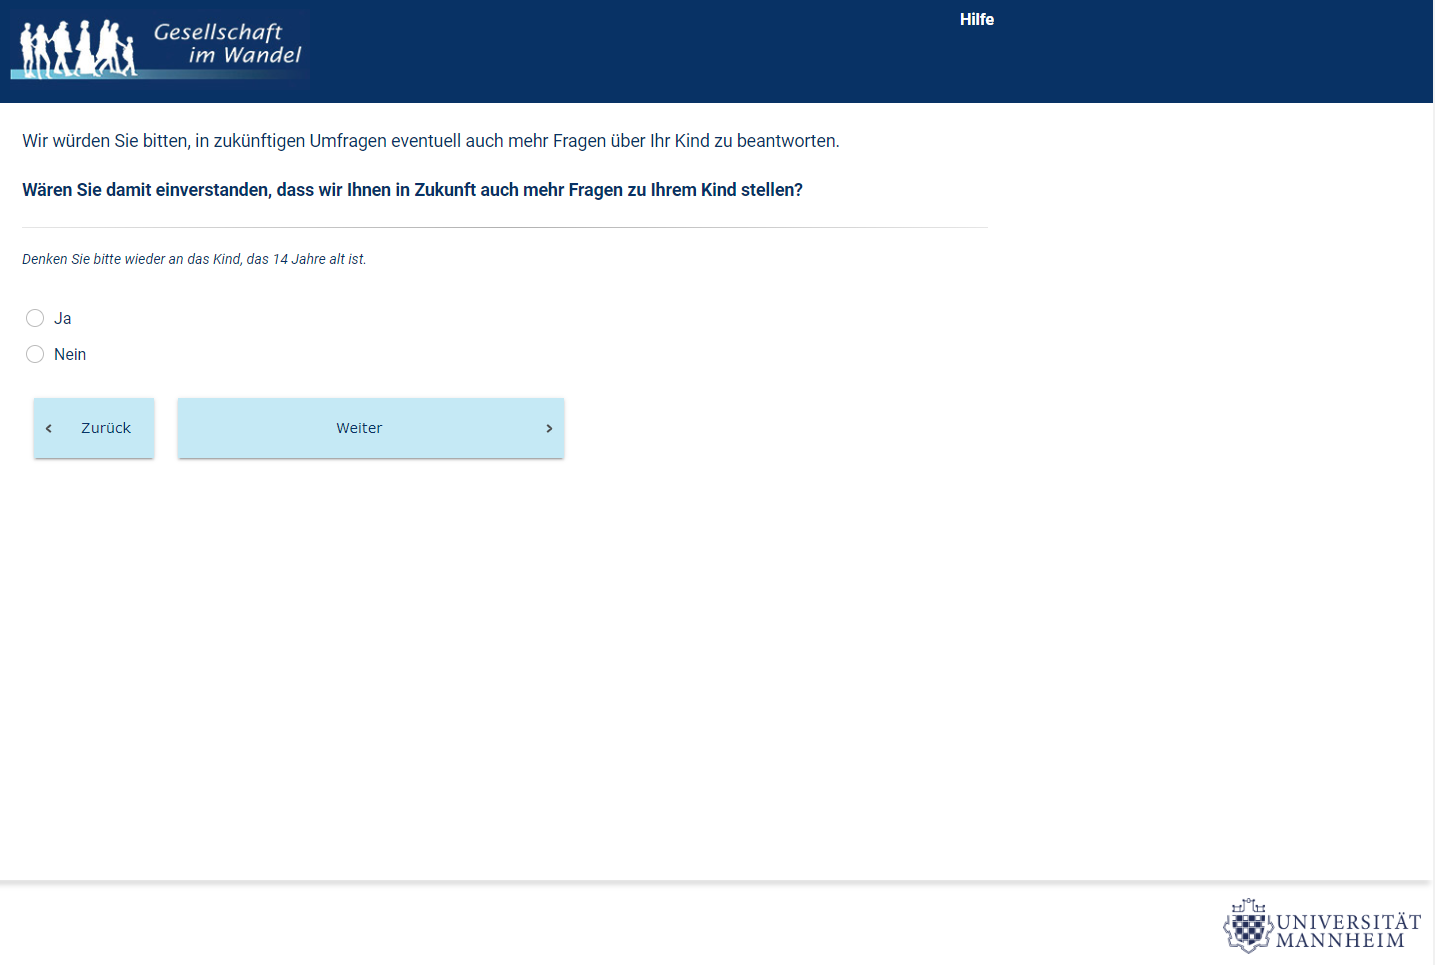 Gesellschaft
im Wandel
Hilfe
Wir würden Sie bitten, in zukünftigen Umfragen eventuell auch mehr Fragen über Ihr Kind zu beantworten.
Wären Sie damit einverstanden, dass wir Ihnen in Zukunft auch mehr Fragen zu Ihrem Kind stellen?
Denken Sie bitte wieder an das Kind, das 14 Jahre alt ist.
Ja
Nein
Zurück
Weiter
UNIVERSITÄT
MANNHEIM